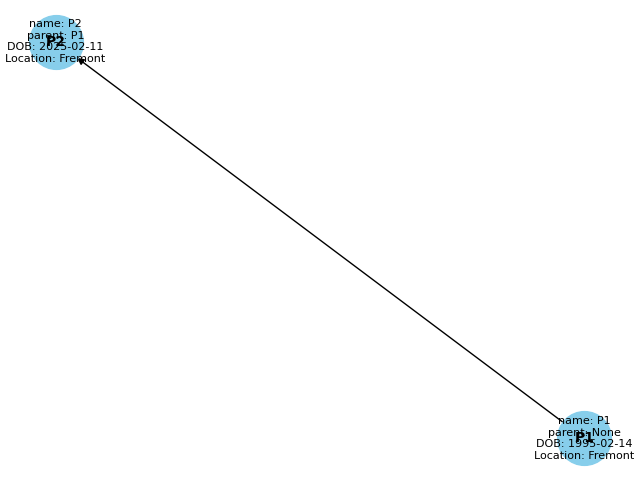 name: P2
parent: P1
P2
DOB: 2025-02-11
Location: Fremont
name: P1
parent: None
P1
DOB: 1995-02-14
Location: Fremont